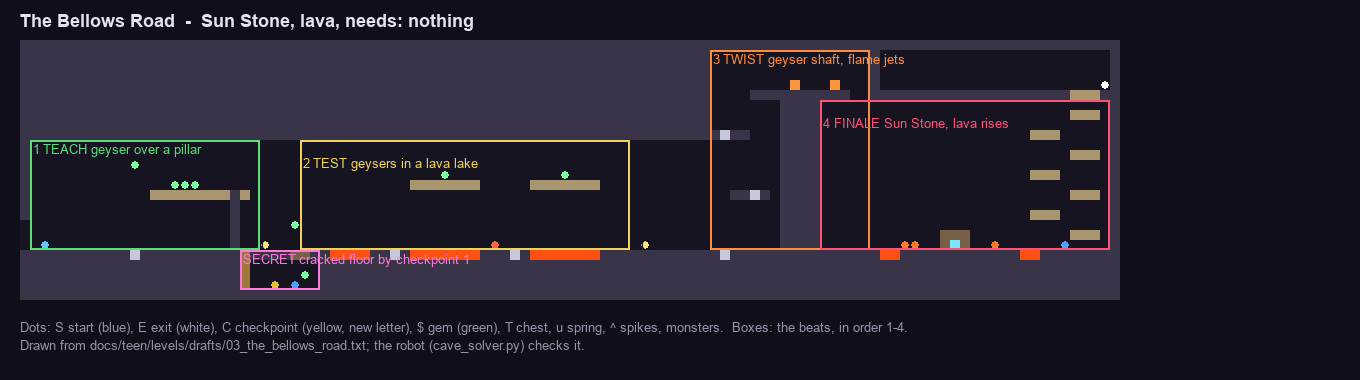 The Bellows Road  -  Sun Stone, lava, needs: nothing
3 TWIST geyser shaft, flame jets
4 FINALE Sun Stone, lava rises
1 TEACH geyser over a pillar
2 TEST geysers in a lava lake
SECRET cracked floor by checkpoint 1
Dots: S start (blue), E exit (white), C checkpoint (yellow, new letter), $ gem (green), T chest, u spring, ^ spikes, monsters.  Boxes: the beats, in order 1-4.
Drawn from docs/teen/levels/drafts/03_the_bellows_road.txt; the robot (cave_solver.py) checks it.